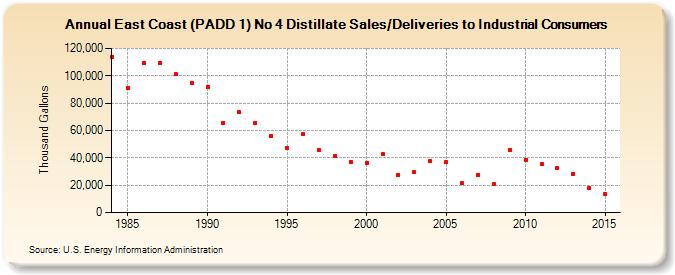 Annual East Coast (PADD 1) No 4 Distillate Sales/Deliveries to Industrial Consumers
Thousand Gallons
120,000
100,000
80,000
60,000
40,000
20,000
0
1985 1990 1995 2000 2005 2010 2015
Source: U.S. Energy Information Administration